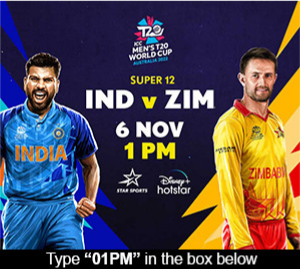 T20
ICC
MEN'S T20
WORLD CUP
AUSTRALIA 2022
SUPER 12
IND v ZIM
6 NOV
1 PM
STAR SPORTS
Disney+
hotstar
INDIA
ZIMBABWE
Type “01PM” in the box below